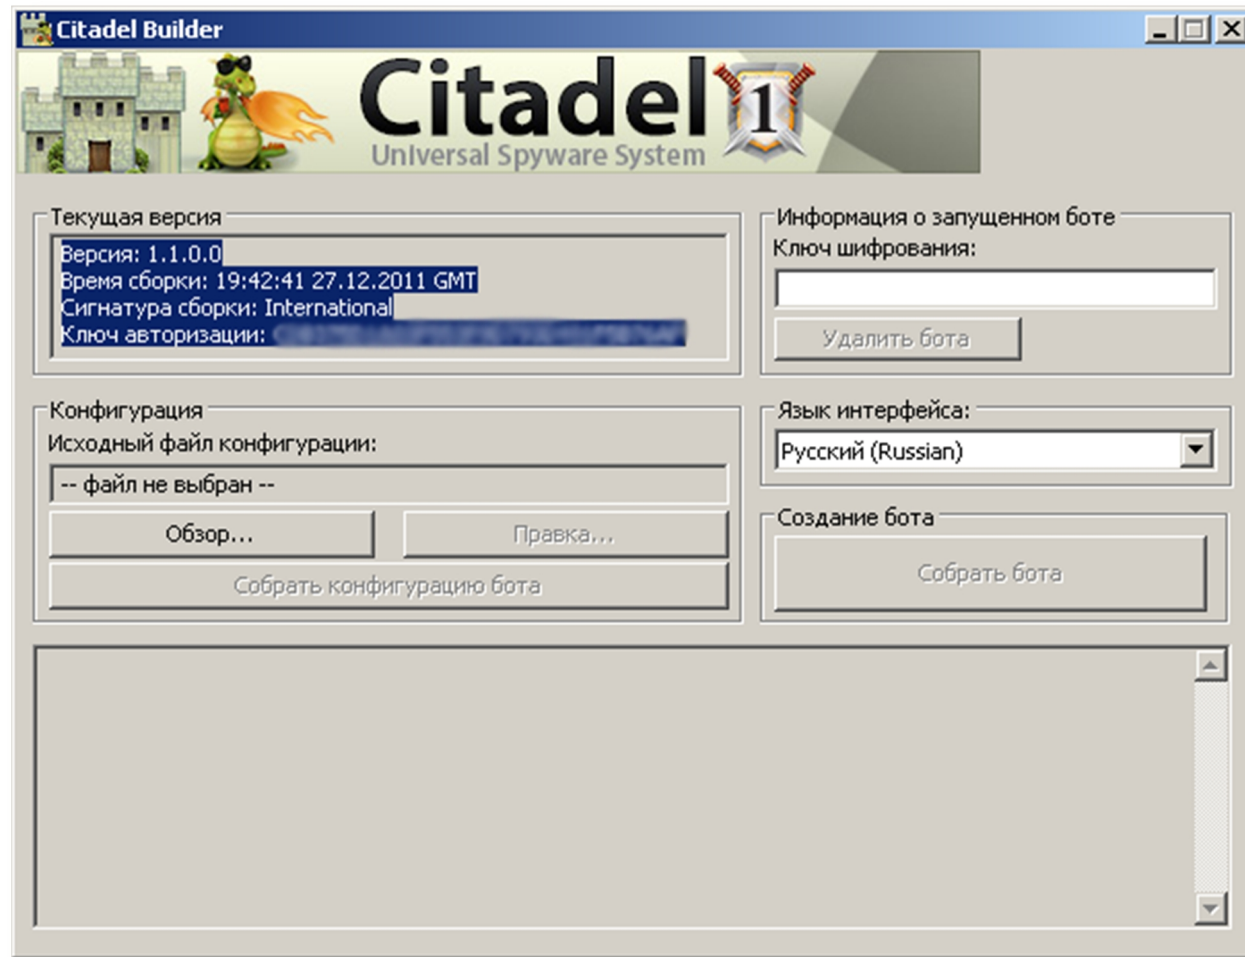 Citadel Builder
Citadel 1
Universal Spyware System
Текущая версия
Версия: 1.1.0.0
Время сборки: 19:42:41 27.12.2011 GMT
Сигнатура сборки: International
Ключ авторизации:
Информация о запущенном боте
Ключ шифрования:
Удалить бота
Конфигурация
Исходный файл конфигурации:
-- файл не выбран --
Обзор...
Правка...
Собрать конфигурацию бота
Язык интерфейса:
Русский (Russian)
Создание бота
Собрать бота